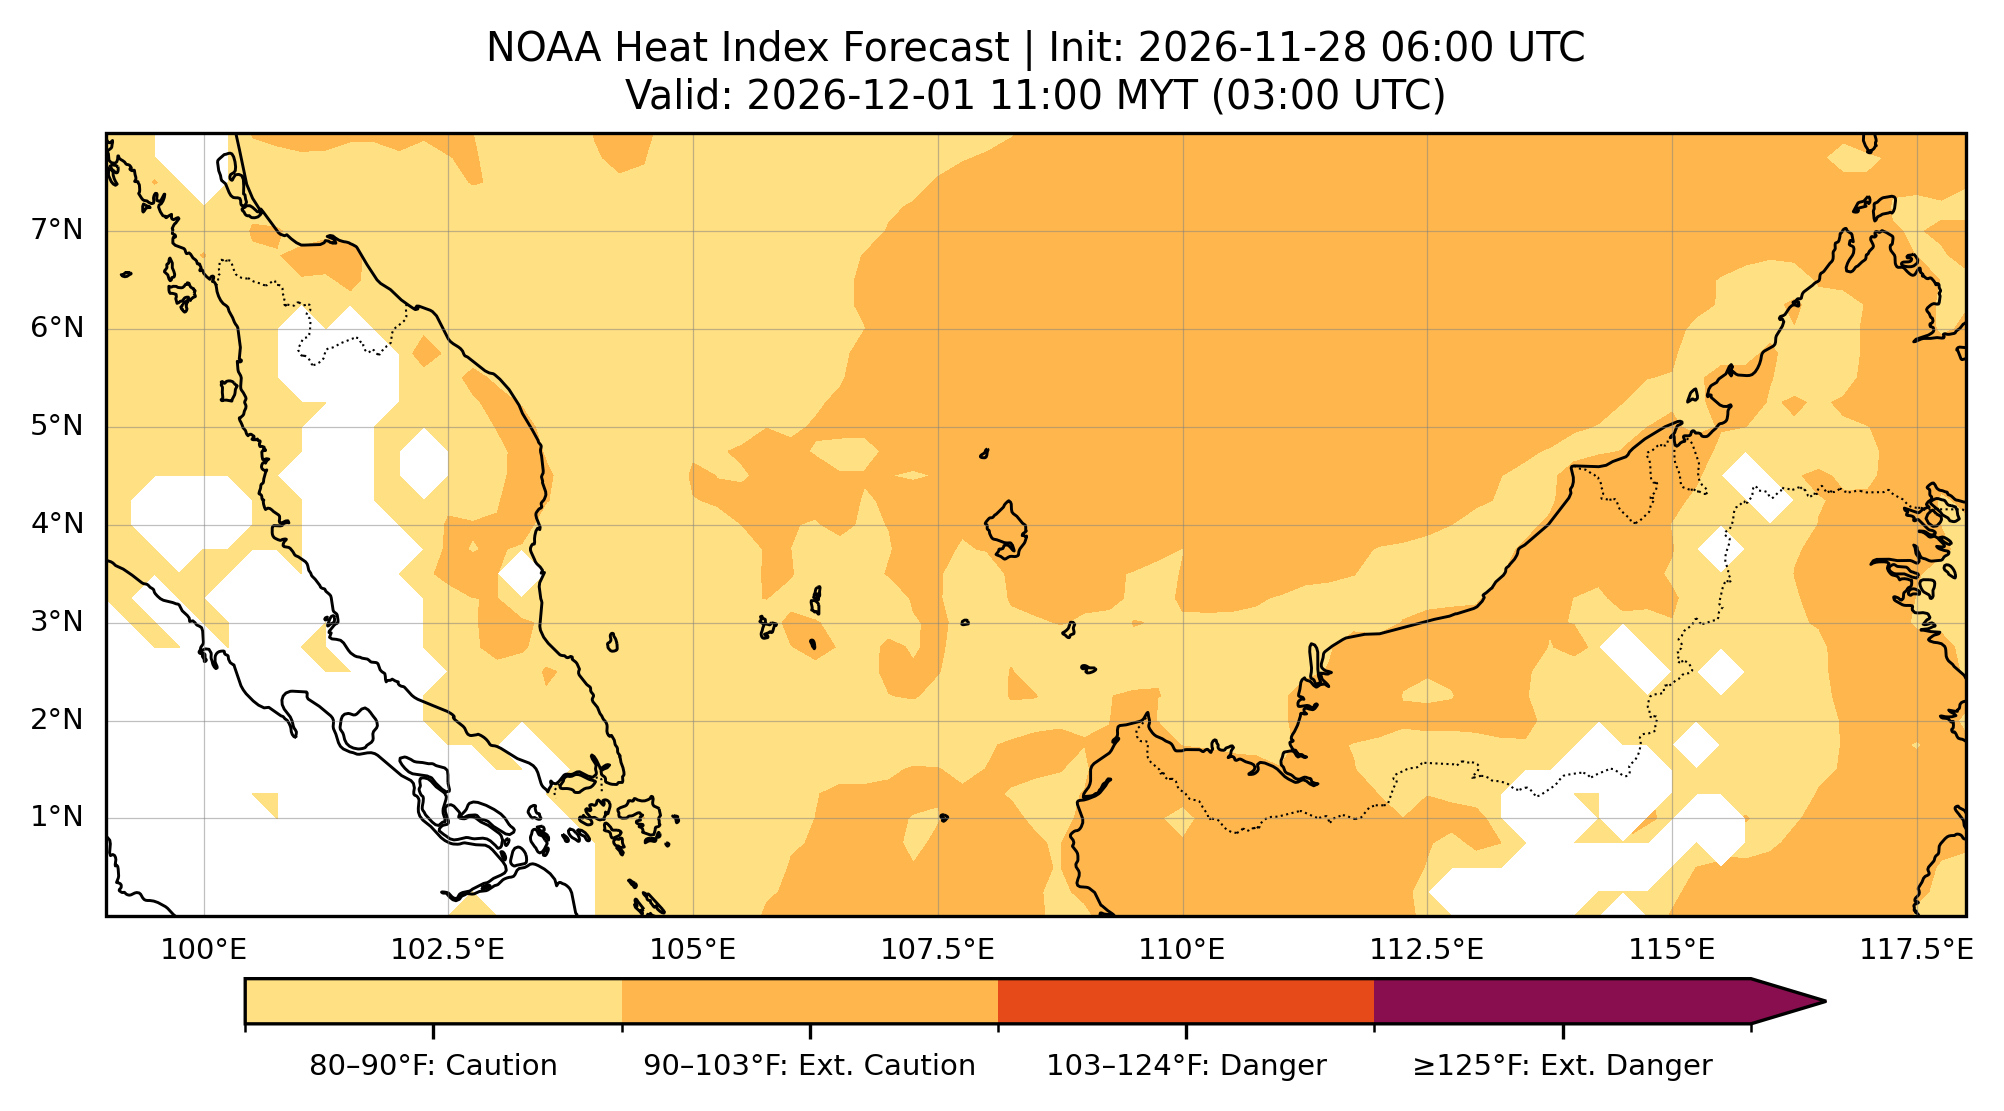 NOAA Heat Index Forecast | Init: 2026-11-28 06:00 UTC
Valid: 2026-12-01 11:00 MYT (03:00 UTC)
7°N
6°N
5°N
4°N
3°N
2°N
1°N
100°E
102.5°E
105°E
107.5°E
110°E
112.5°E
115°E
117.5°E
80–90°F: Caution
90–103°F: Ext. Caution
103–124°F: Danger
≥125°F: Ext. Danger